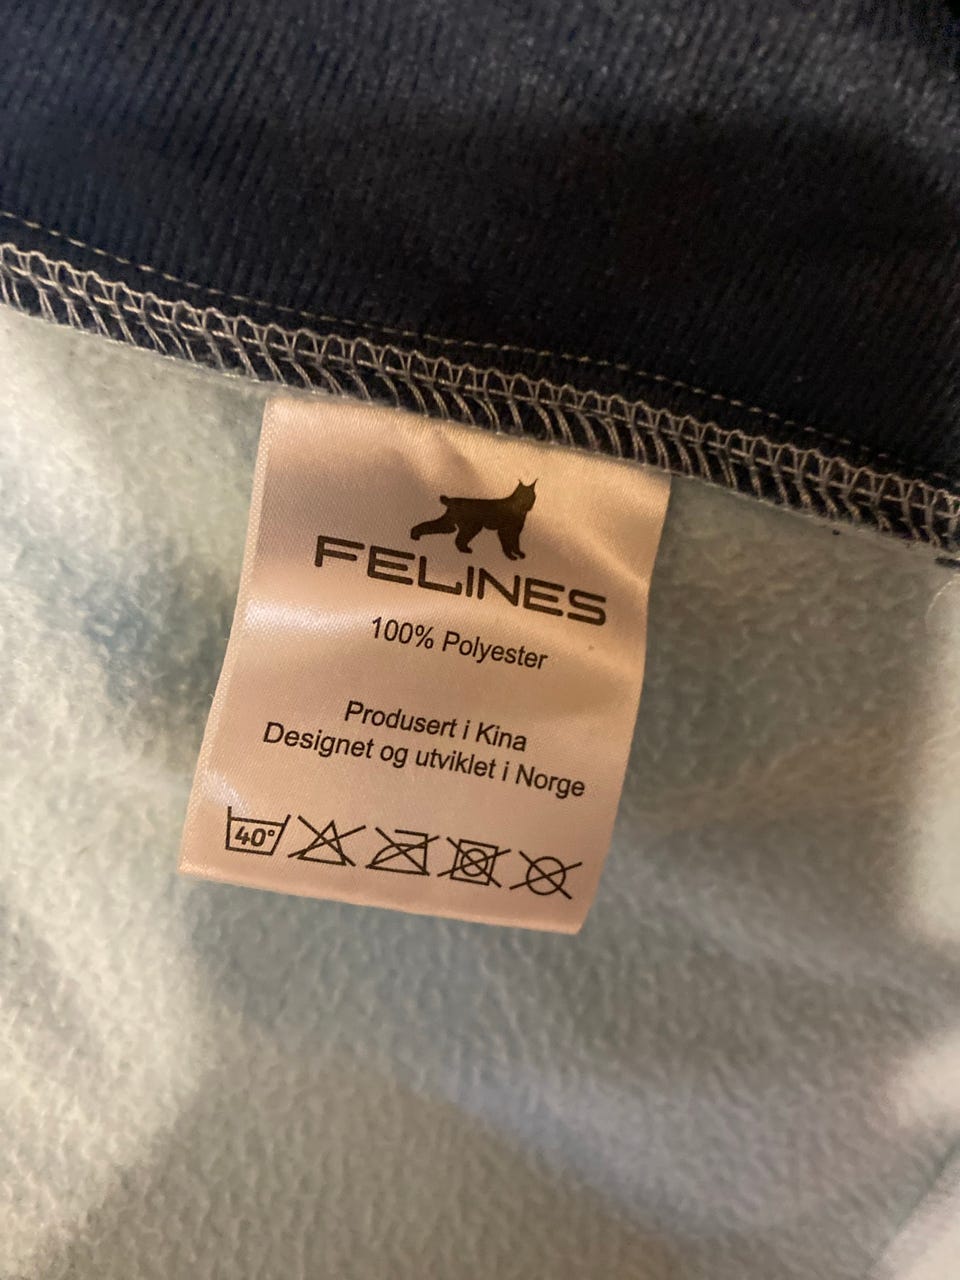 FELINES
100% Polyester
Produsert i Kina
Designet og utviklet i Norge
40°